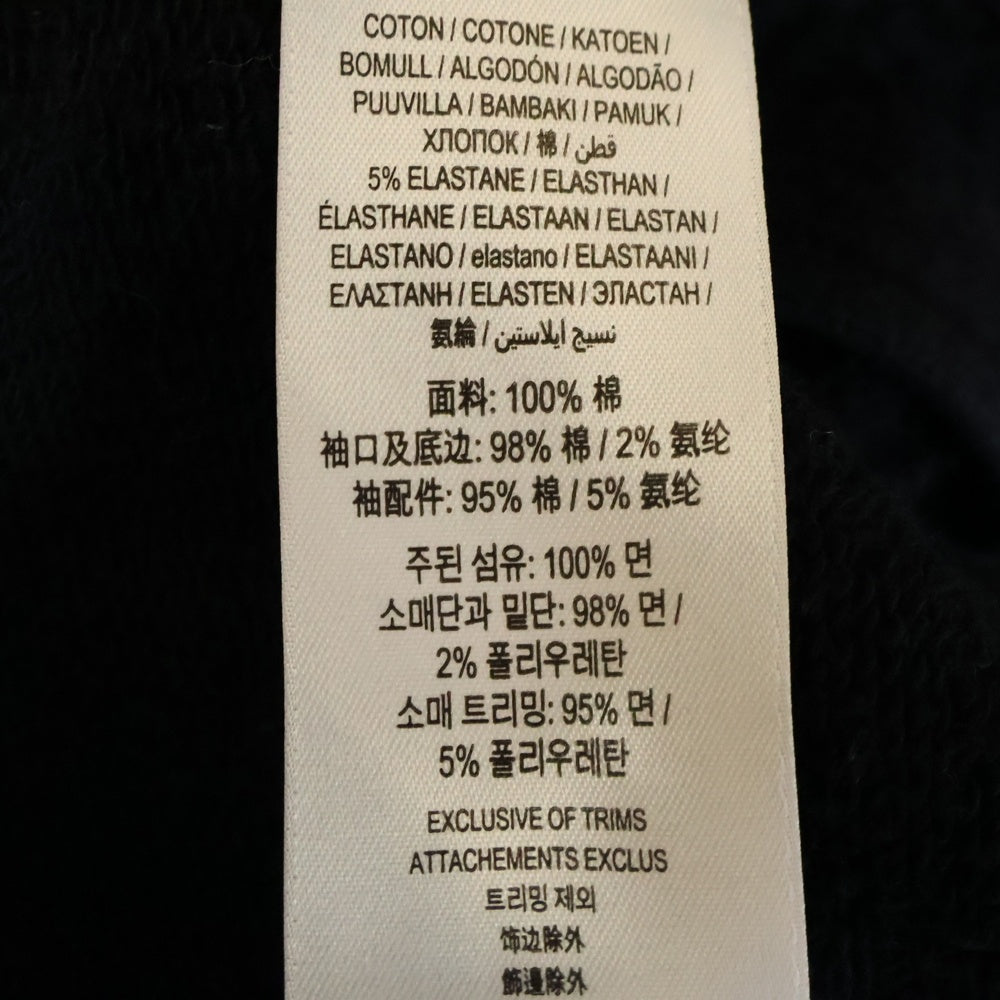 COTON / COTONE / KATOEN /
BOMULL / ALGODÓN / ALGODÃO /
PUUVILLA / BAMBAKI / PAMUK /
ХЛОПОК / 棉 / قطن
5% ELASTANE / ELASTHAN /
ÉLASTHANE / ELASTAAN / ELASTAN /
ELASTANO / elastano / ELASTAANI /
ΕΛΑΣΤΑΝΗ / ELASTEN / ЭЛАСТАН /
氨綸 / نسيج ايلاستين
面料: 100% 棉
袖口及底边: 98% 棉 / 2% 氨纶
袖配件: 95% 棉 / 5% 氨纶
주된 섬유: 100% 면
소매단과 밑단: 98% 면 /
2% 폴리우레탄
소매 트리밍: 95% 면 /
5% 폴리우레탄
EXCLUSIVE OF TRIMS
ATTACHEMENTS EXCLUS
트리밍 제외
饰边除外
飾邊除外